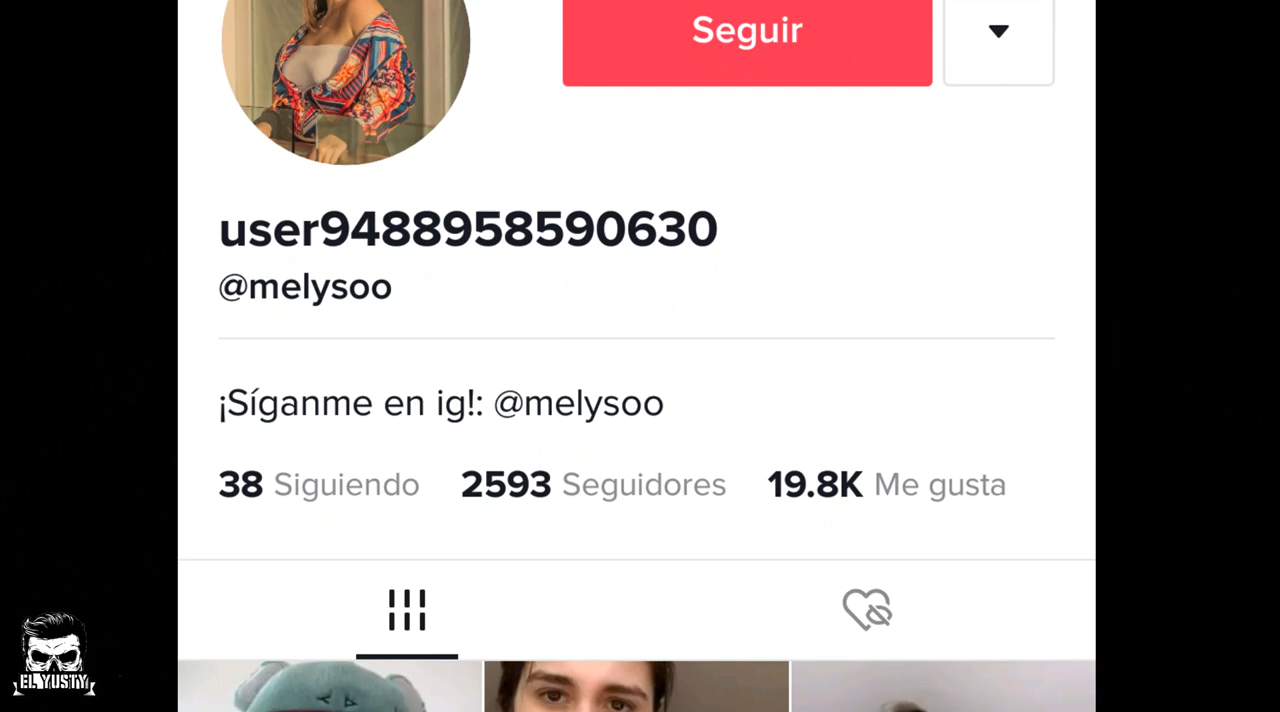 Seguir
user9488958590630
@melysoo
¡Síganme en ig!: @melysoo
38 Siguiendo 2593 Seguidores 19.8K Me gusta
EL YUSTY